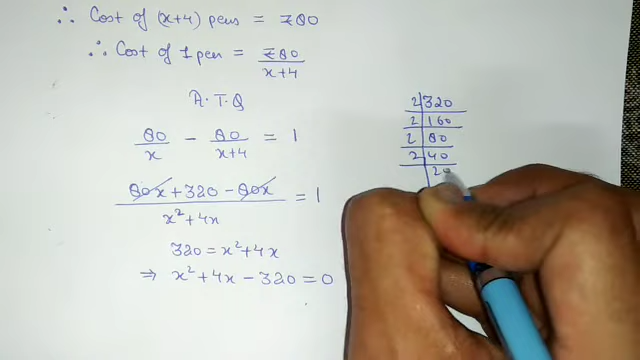 ∴ Cost of (x+4) pens = ₹80
∴ Cost of 1 pen = ₹80/(x+4)
A.T.Q
80/x − 80/(x+4) = 1
(80x + 320 − 80x)/(x² + 4x) = 1
320 = x² + 4x
⇒ x² + 4x − 320 = 0
2 | 320
2 | 160
2 | 80
2 | 40
| 20